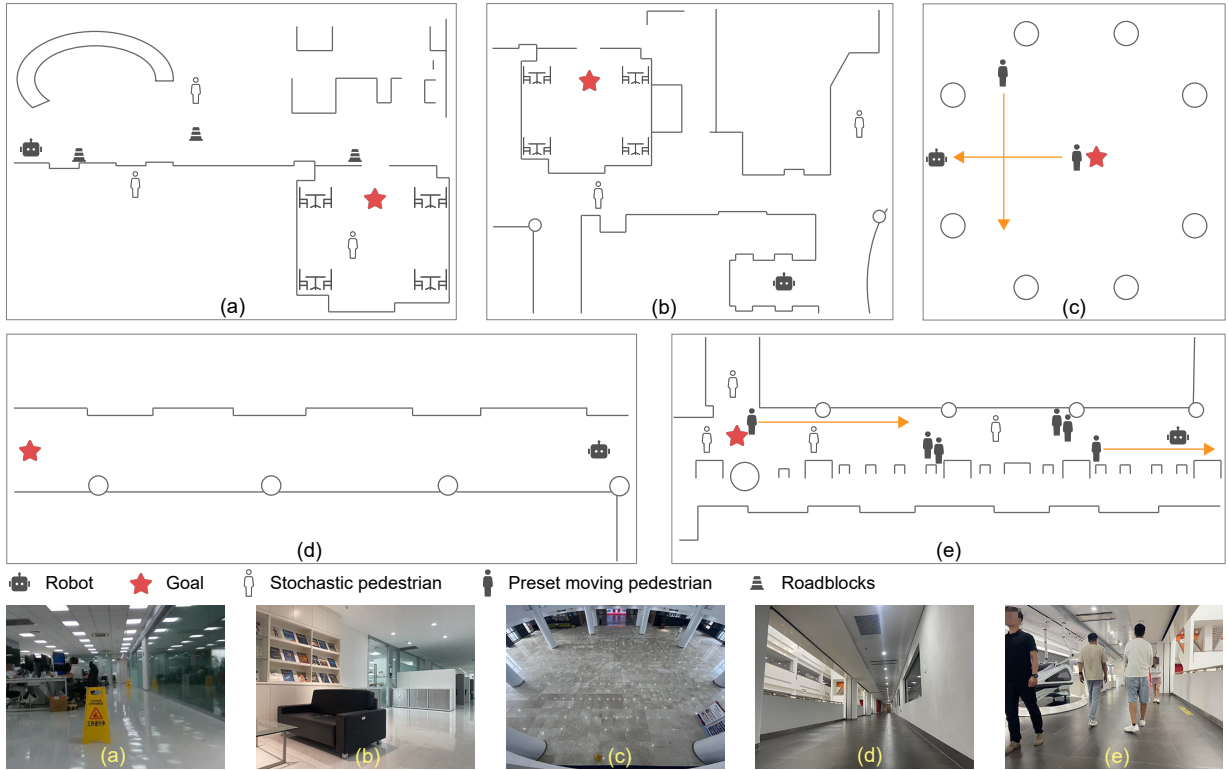 (a)
(b)
(c)
(d)
(e)
Robot
Goal
Stochastic pedestrian
Preset moving pedestrian
Roadblocks
(a)
(b)
(c)
(d)
(e)